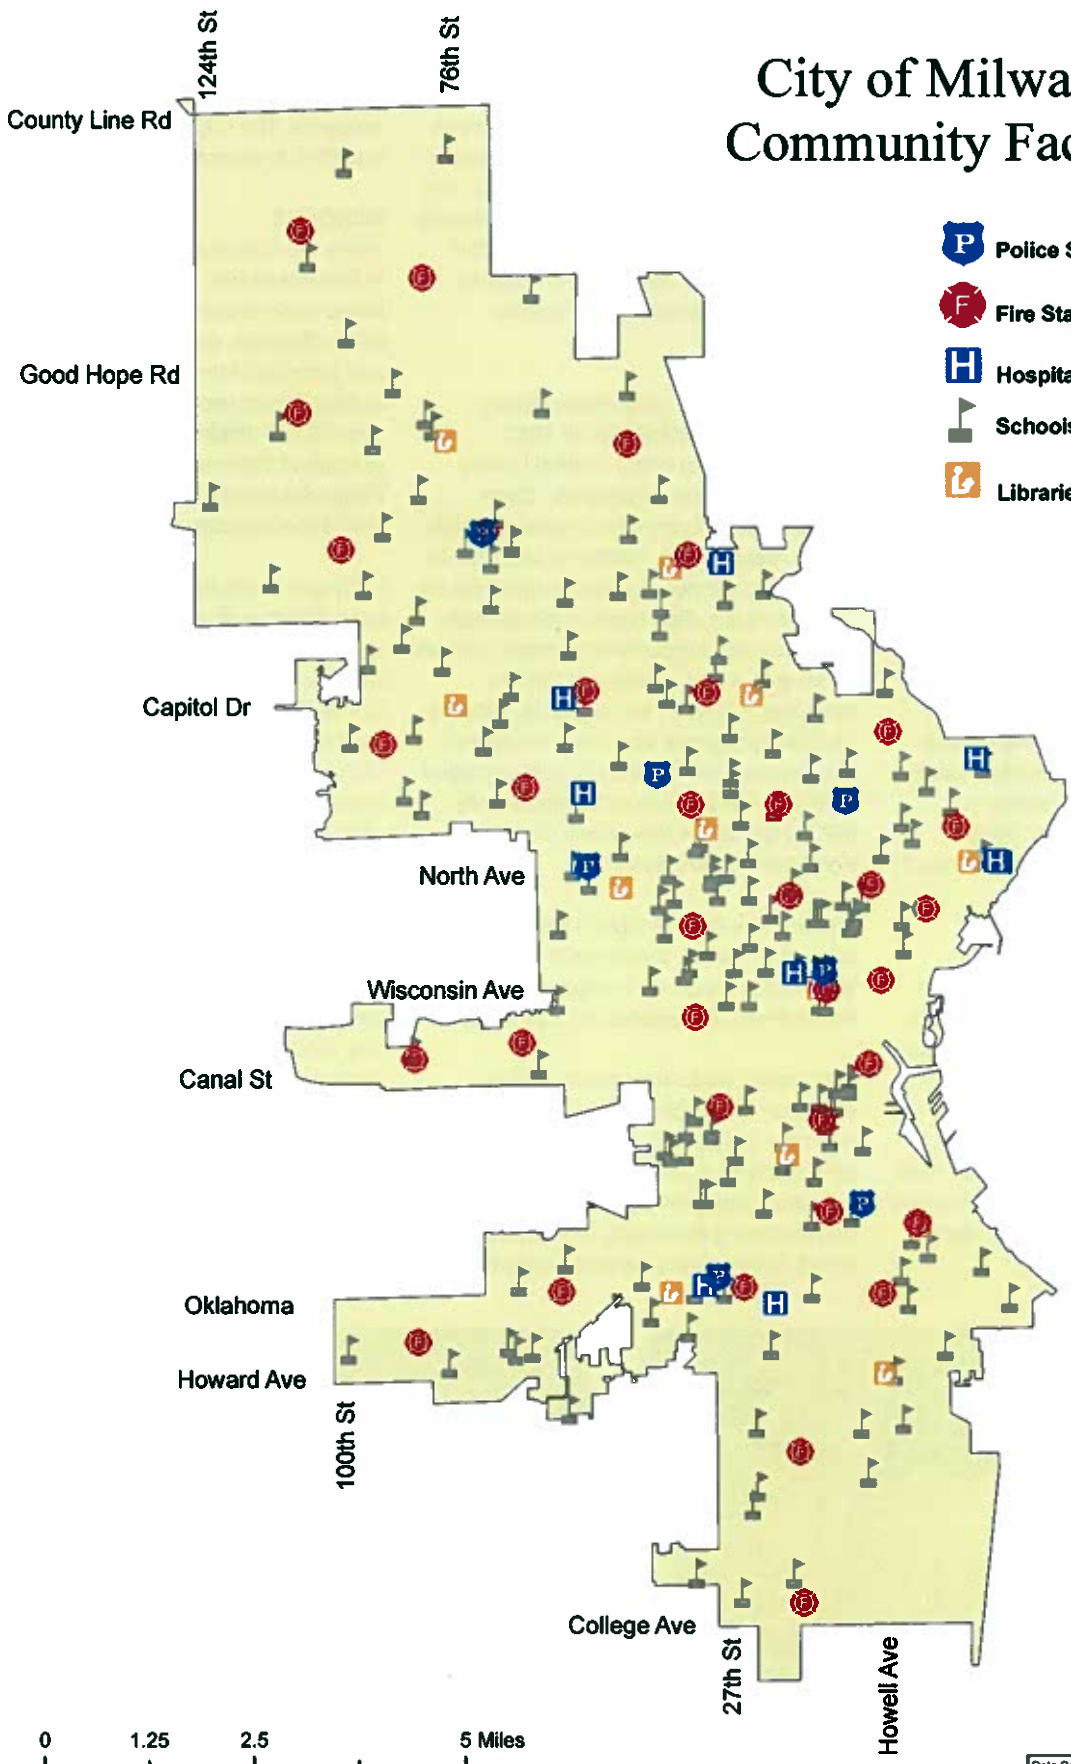 124th St
76th St
City of Milwa
Community Fac
County Line Rd
P Police S
F Fire Sta
Good Hope Rd
H Hospita
Schools
Librarie
Capitol Dr
North Ave
Wisconsin Ave
Canal St
Oklahoma
Howard Ave
100th St
College Ave
27th St
Howell Ave
0 1.25 2.5 5 Miles